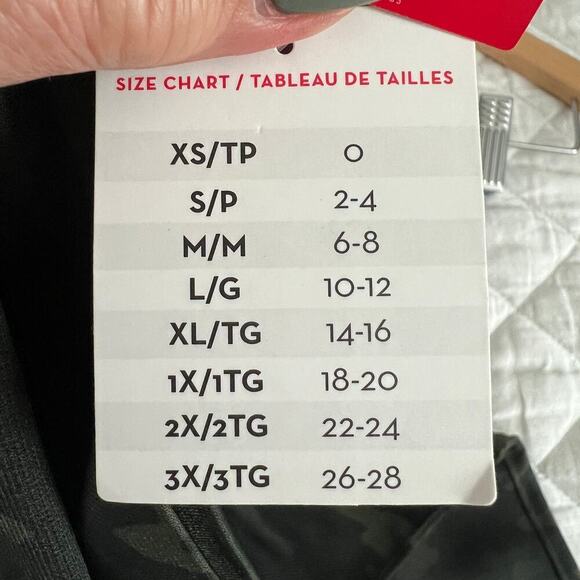 SIZE CHART / TABLEAU DE TAILLES
XS/TP 0
S/P 2-4
M/M 6-8
L/G 10-12
XL/TG 14-16
1X/1TG 18-20
2X/2TG 22-24
3X/3TG 26-28